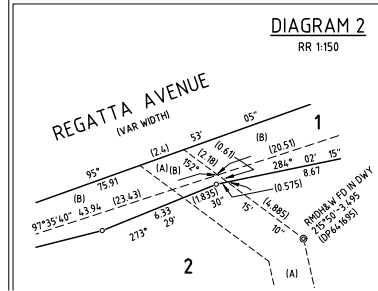 DIAGRAM 2
RR 1:150
REGATTA AVENUE
(VAR WIDTH)
95° 53' 05"
75.91
(2.4)
(B)
(A)
(B)
152°
(2.18)
(0.61)
(B)
1
(20.51)
284° 02' 15"
8.67
(0.575)
97°35'40" 43.94 (23.43)
6.33
273° 29' 30"
(1.835)
15'
10"
(4.885)
RMDH&W FD IN DWY
215°50'-3.495
(DP641695)
2
(A)